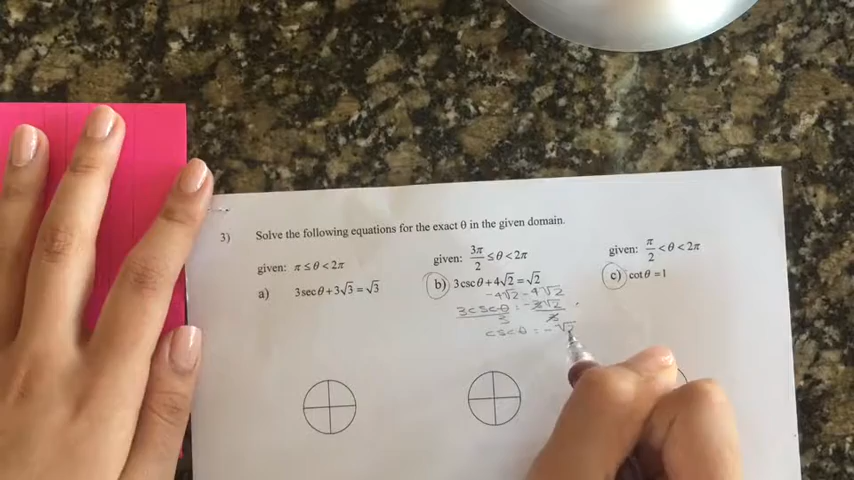 3) Solve the following equations for the exact θ in the given domain.
given: π ≤ θ < 2π
a) 3secθ + 3√3 = √3
given: 3π/2 ≤ θ < 2π
b) 3cscθ + 4√2 = √2
-4√2 -4√2
3cscθ = -3√2
3 3
cscθ = -√2
given: π/2 < θ < 2π
c) cotθ = 1